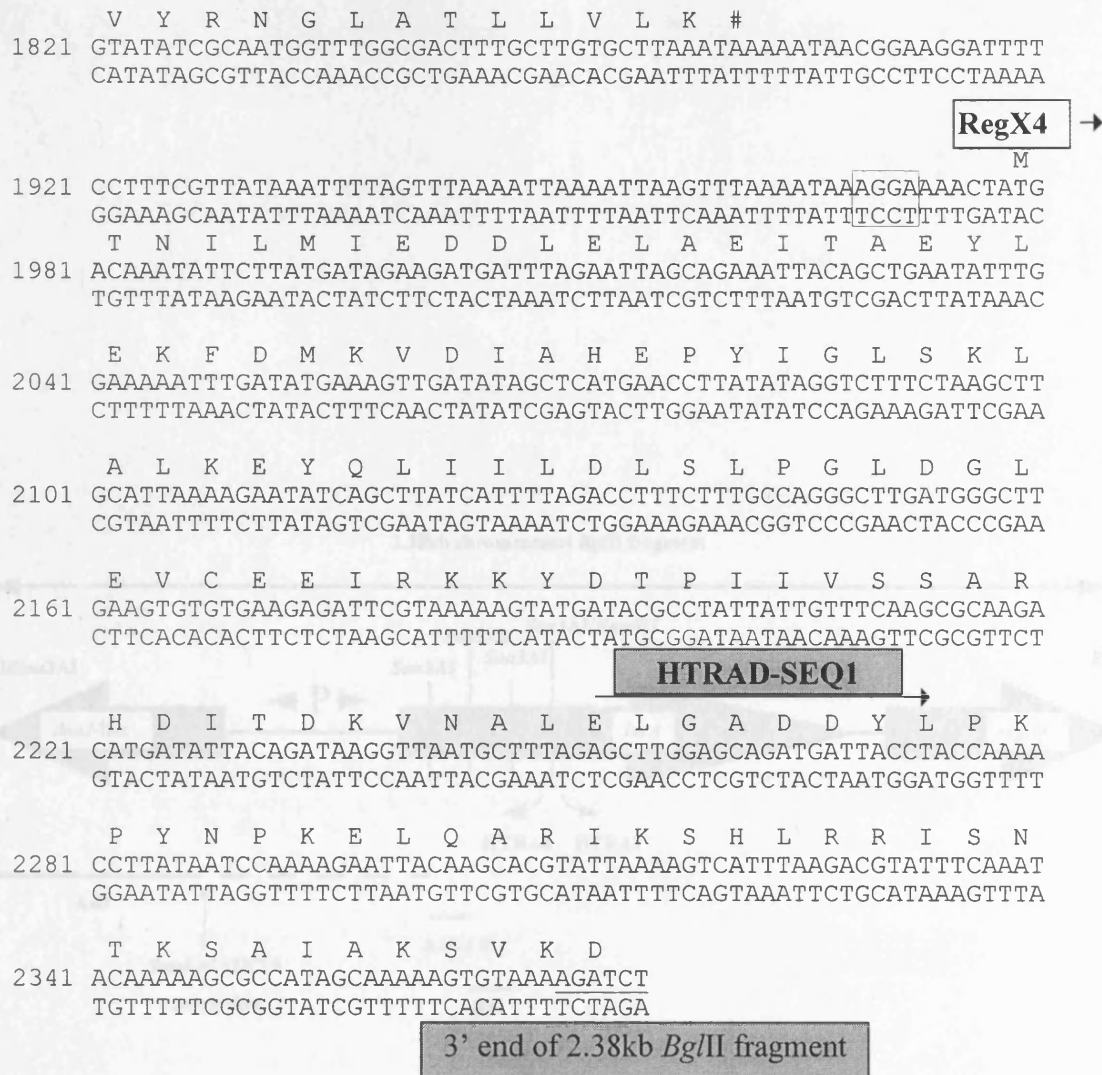 V Y R N G L A T L L V L K #
1821 GTATATCGCAATGGTTTGGCGACTTTGCTTGTGCTTAAATAAAAATAACGGAAGGATTTT
CATATAGCGTTACCAAACCGCTGAAACGAACACGAATTTATTTTTATTGCCTTCCTAAAA
RegX4 →
M
1921 CCTTTCGTTATAAATTTTAGTTTAAAATTAAAATTAAGTTTAAAATAAAGGAAAACTATG
GGAAAGCAATATTTAAAATCAAATTTTAATTTTAATTCAAATTTTATTTCCTTTTGATAC
T N I L M I E D D L E L A E I T A E Y L
1981 ACAAATATTCTTATGATAGAAGATGATTTAGAATTAGCAGAAATTACAGCTGAATATTTG
TGTTTATAAGAATACTATCTTCTACTAAATCTTAATCGTCTTTAATGTCGACTTATAAAC
E K F D M K V D I A H E P Y I G L S K L
2041 GAAAAATTTGATATGAAAGTTGATATAGCTCATGAACCTTATATAGGTCTTTCTAAGCTT
CTTTTTAAACTATACTTTCAACTATATCGAGTACTTGGAATATATCCAGAAAGATTCGAA
A L K E Y Q L I I L D L S L P G L D G L
2101 GCATTAAAAGAATATCAGCTTATCATTTTAGACCTTTCTTTGCCAGGGCTTGATGGGCTT
CGTAATTTTCTTATAGTCGAATAGTAAAATCTGGAAAGAAACGGTCCCGAACTACCCGAA
E V C E E I R K K Y D T P I I V S S A R
2161 GAAGTGTGTGAAGAGATTCGTAAAAAGTATGATACGCCTATTATTGTTTCAAGCGCAAGA
CTTCACACACTTCTCTAAGCATTTTTCATACTATGCGGATAATAACAAAGTTCGCGTTCT
HTRAD-SEQ1
H D I T D K V N A L E L G A D D Y L P K
2221 CATGATATTACAGATAAGGTTAATGCTTTAGAGCTTGGAGCAGATGATTACCTACCAAAA
GTACTATAATGTCTATTCCAATTACGAAATCTCGAACCTCGTCTACTAATGGATGGTTTT
P Y N P K E L Q A R I K S H L R R I S N
2281 CCTTATAATCCAAAAGAATTACAAGCACGTATTAAAAGTCATTTAAGACGTATTTCAAAT
GGAATATTAGGTTTTCTTAATGTTCGTGCATAATTTTCAGTAAATTCTGCATAAAGTTTA
T K S A I A K S V K D
2341 ACAAAAAGCGCCATAGCAAAAAGTGTAAAAGATCT
TGTTTTTCGCGGTATCGTTTTTCACATTTTCTAGA
3’ end of 2.38kb BglII fragment